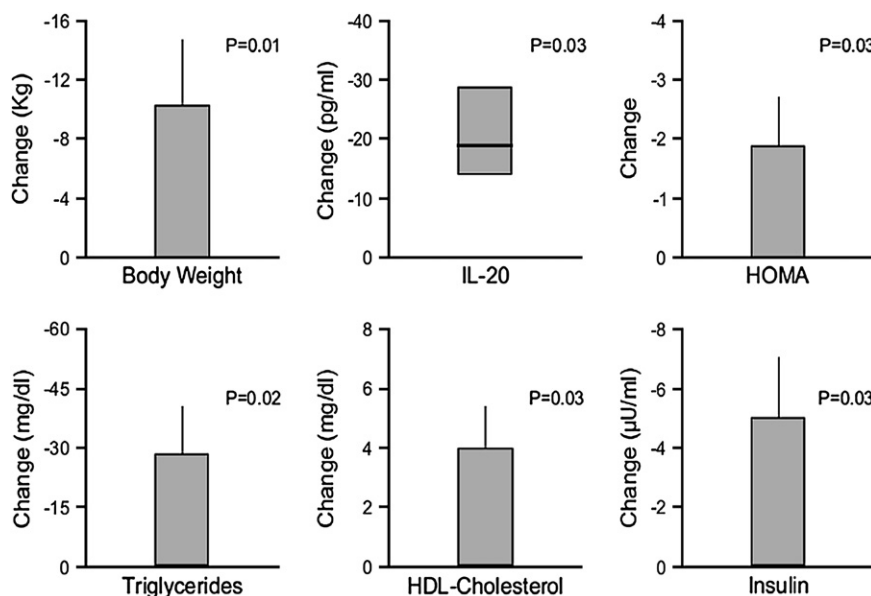 Change (Kg)
-16
-12
-8
-4
0
P=0.01
Body Weight
Change (pg/ml)
-40
-30
-20
-10
0
P=0.03
IL-20
Change
-4
-3
-2
-1
0
P=0.03
HOMA
Change (mg/dl)
-60
-45
-30
-15
0
P=0.02
Triglycerides
Change (mg/dl)
8
6
4
2
0
P=0.03
HDL-Cholesterol
Change (µU/ml)
-8
-6
-4
-2
0
P=0.03
Insulin